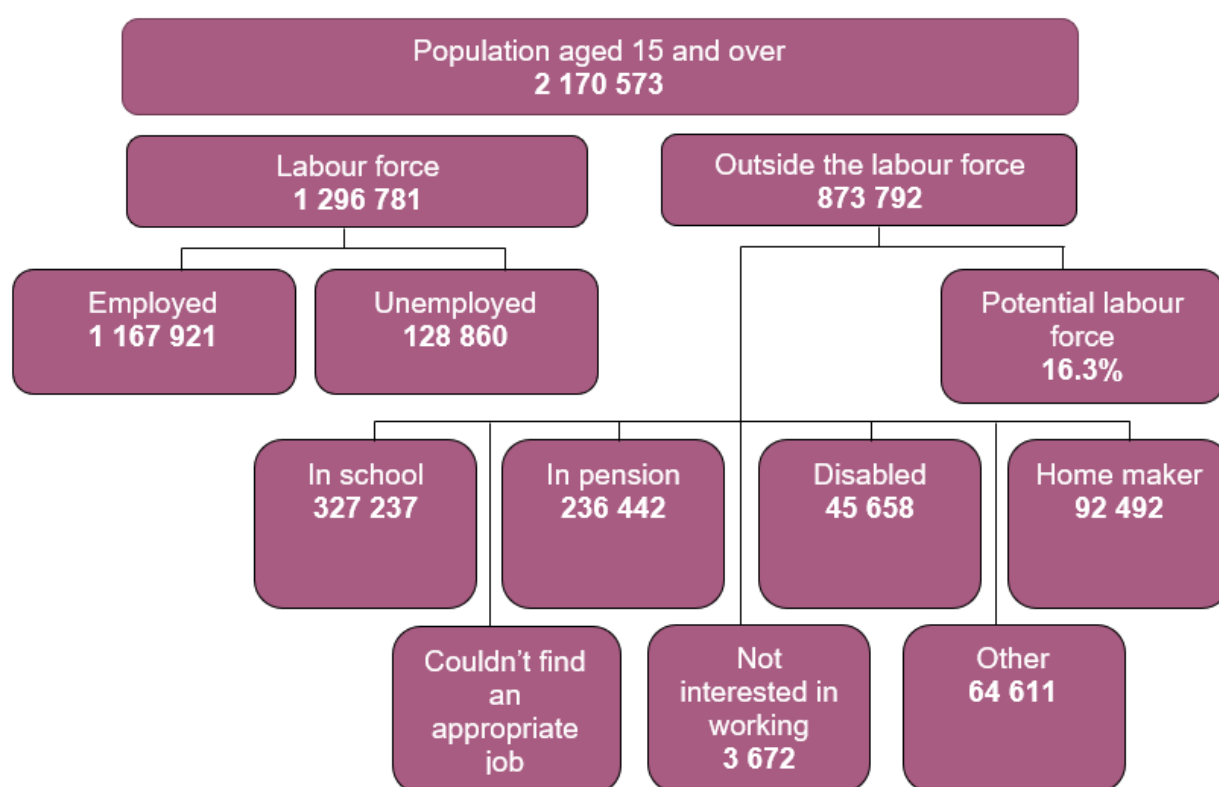 Population aged 15 and over
2 170 573
Labour force
1 296 781
Outside the labour force
873 792
Employed
1 167 921
Unemployed
128 860
Potential labour
force
16.3%
In school
327 237
In pension
236 442
Disabled
45 658
Home maker
92 492
Couldn't find
an
appropriate
job
Not
interested in
working
3 672
Other
64 611